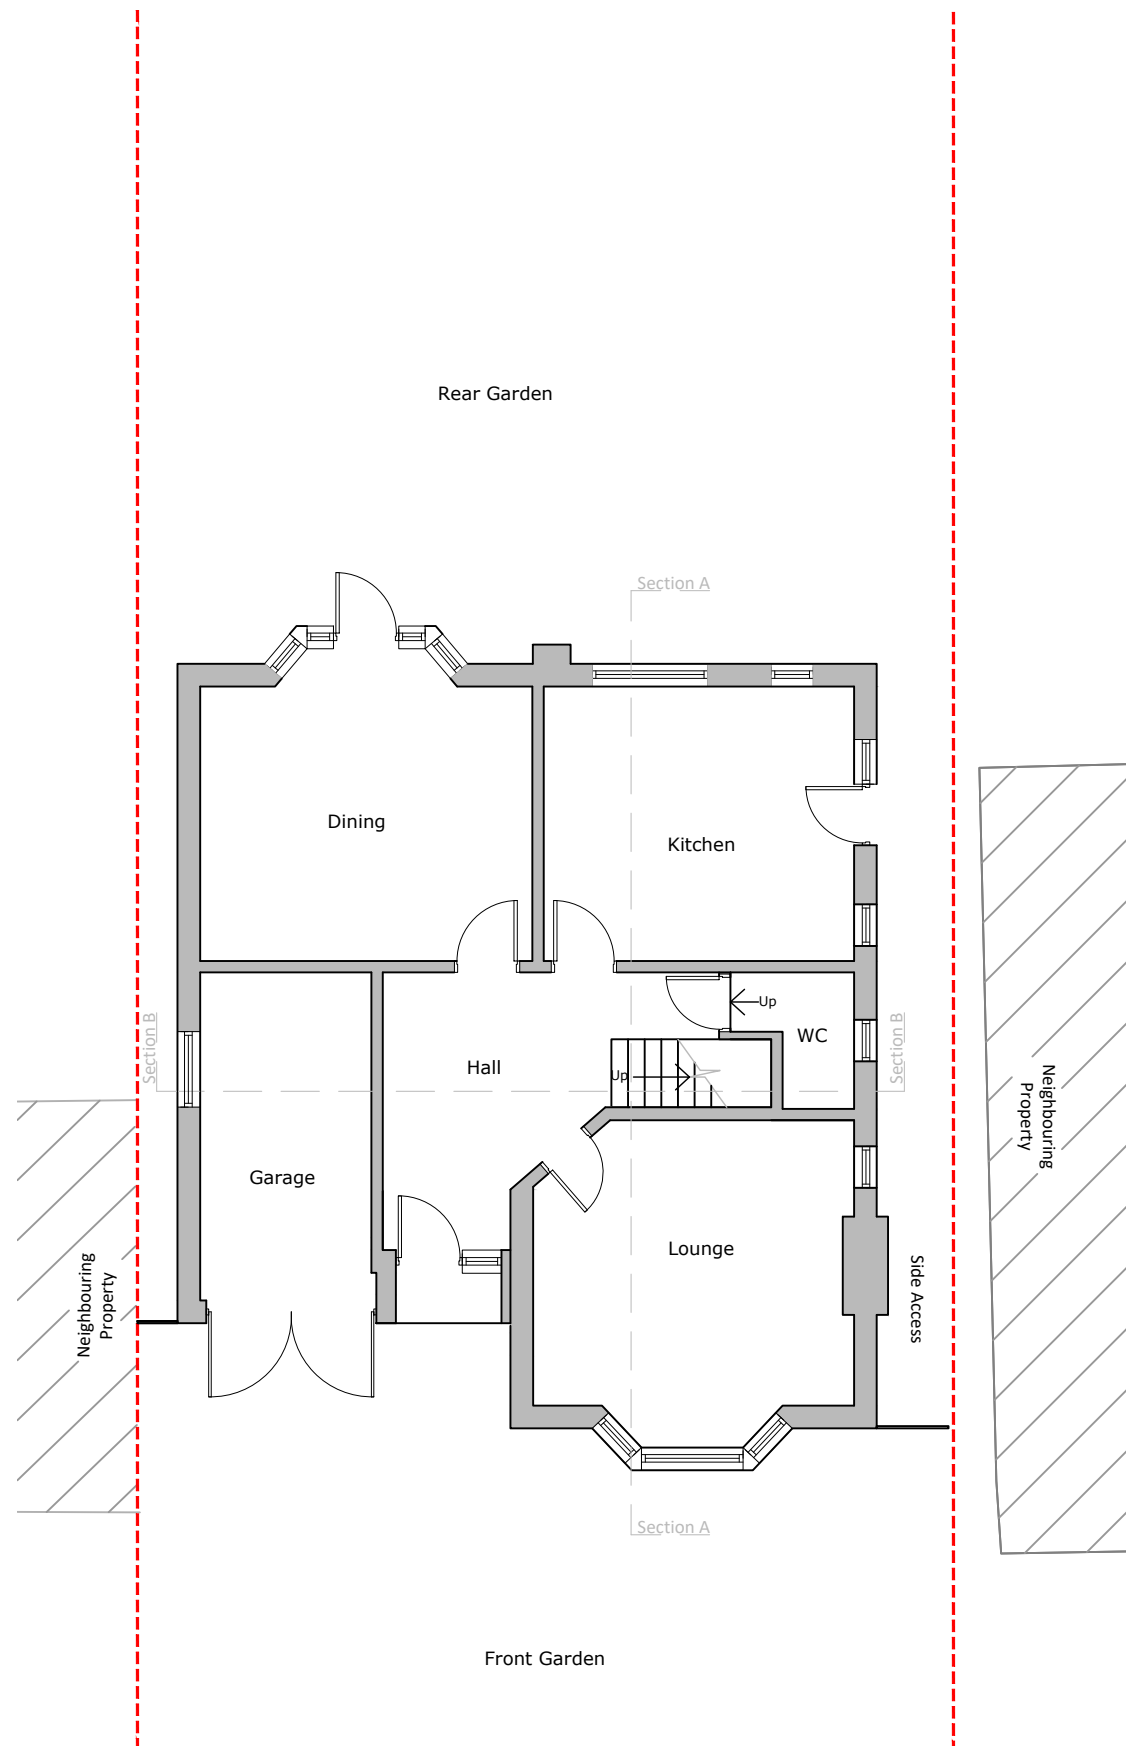 Rear Garden
Section A
Dining
Kitchen
Up
WC
Section B
Section B
Hall
Up
Neighbouring
Property
Garage
Lounge
Neighbouring
Property
Side Access
Section A
Front Garden